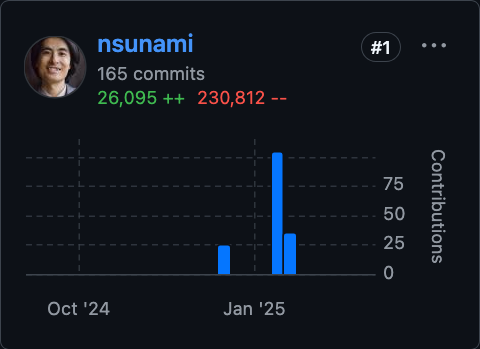 nsunami
#1
165 commits
26,095 ++ 230,812 --
75
50
25
0
Contributions
Oct '24 Jan '25